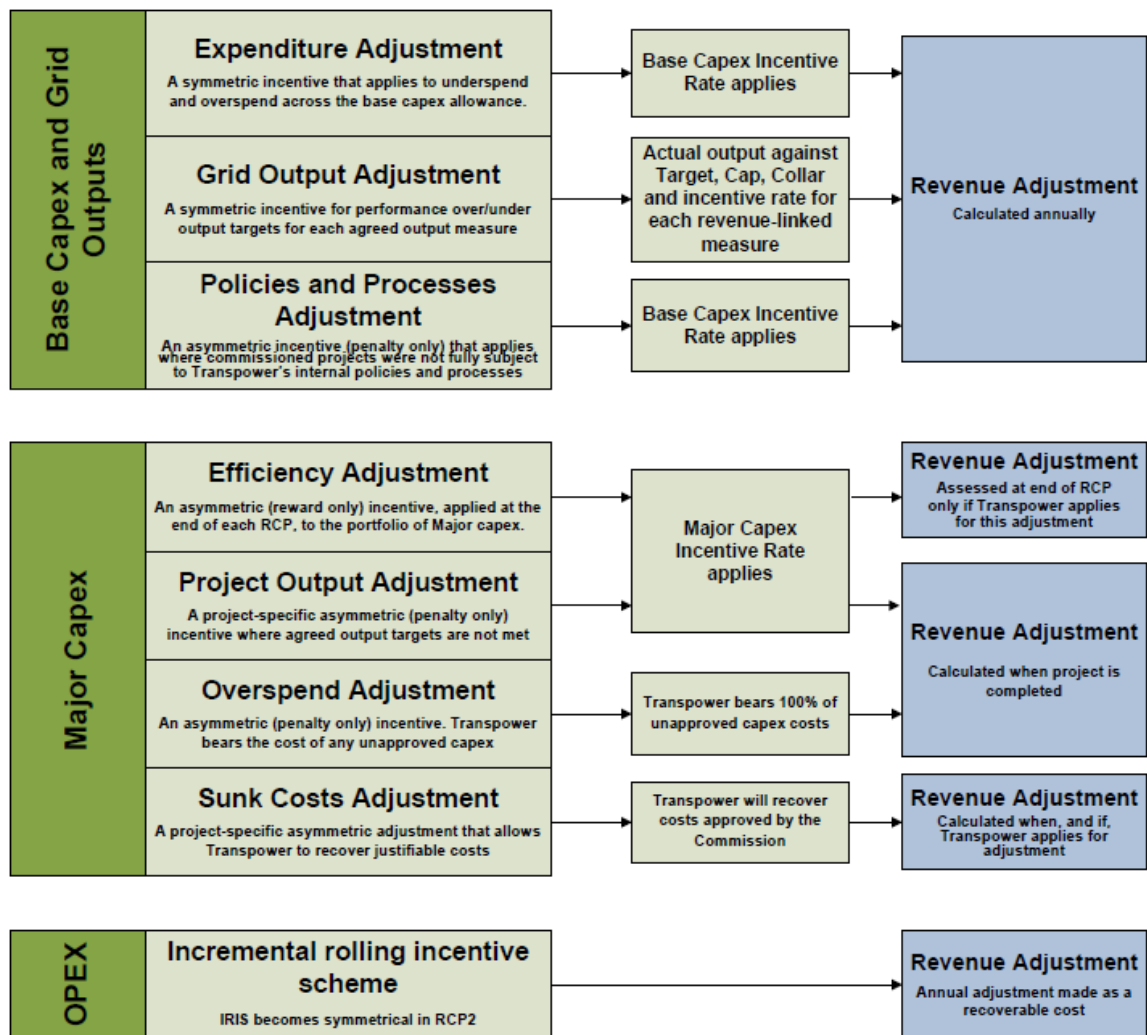 Base Capex and Grid
Outputs
Expenditure Adjustment
A symmetric incentive that applies to underspend
and overspend across the base capex allowance.
Base Capex Incentive
Rate applies
Grid Output Adjustment
A symmetric incentive for performance over/under
output targets for each agreed output measure
Actual output against
Target, Cap, Collar
and incentive rate for
each revenue-linked
measure
Policies and Processes
Adjustment
An asymmetric incentive (penalty only) that applies
where commissioned projects were not fully subject
to Transpower's internal policies and processes
Base Capex Incentive
Rate applies
Revenue Adjustment
Calculated annually
Major Capex
Efficiency Adjustment
An asymmetric (reward only) incentive, applied at the
end of each RCP, to the portfolio of Major capex.
Project Output Adjustment
A project-specific asymmetric (penalty only)
incentive where agreed output targets are not met
Major Capex
Incentive Rate
applies
Revenue Adjustment
Assessed at end of RCP
only if Transpower applies
for this adjustment
Overspend Adjustment
An asymmetric (penalty only) incentive. Transpower
bears the cost of any unapproved capex
Transpower bears 100% of
unapproved capex costs
Revenue Adjustment
Calculated when project is
completed
Sunk Costs Adjustment
A project-specific asymmetric adjustment that allows
Transpower to recover justifiable costs
Transpower will recover
costs approved by the
Commission
Revenue Adjustment
Calculated when, and if,
Transpower applies for
adjustment
OPEX
Incremental rolling incentive
scheme
IRIS becomes symmetrical in RCP2
Revenue Adjustment
Annual adjustment made as a
recoverable cost